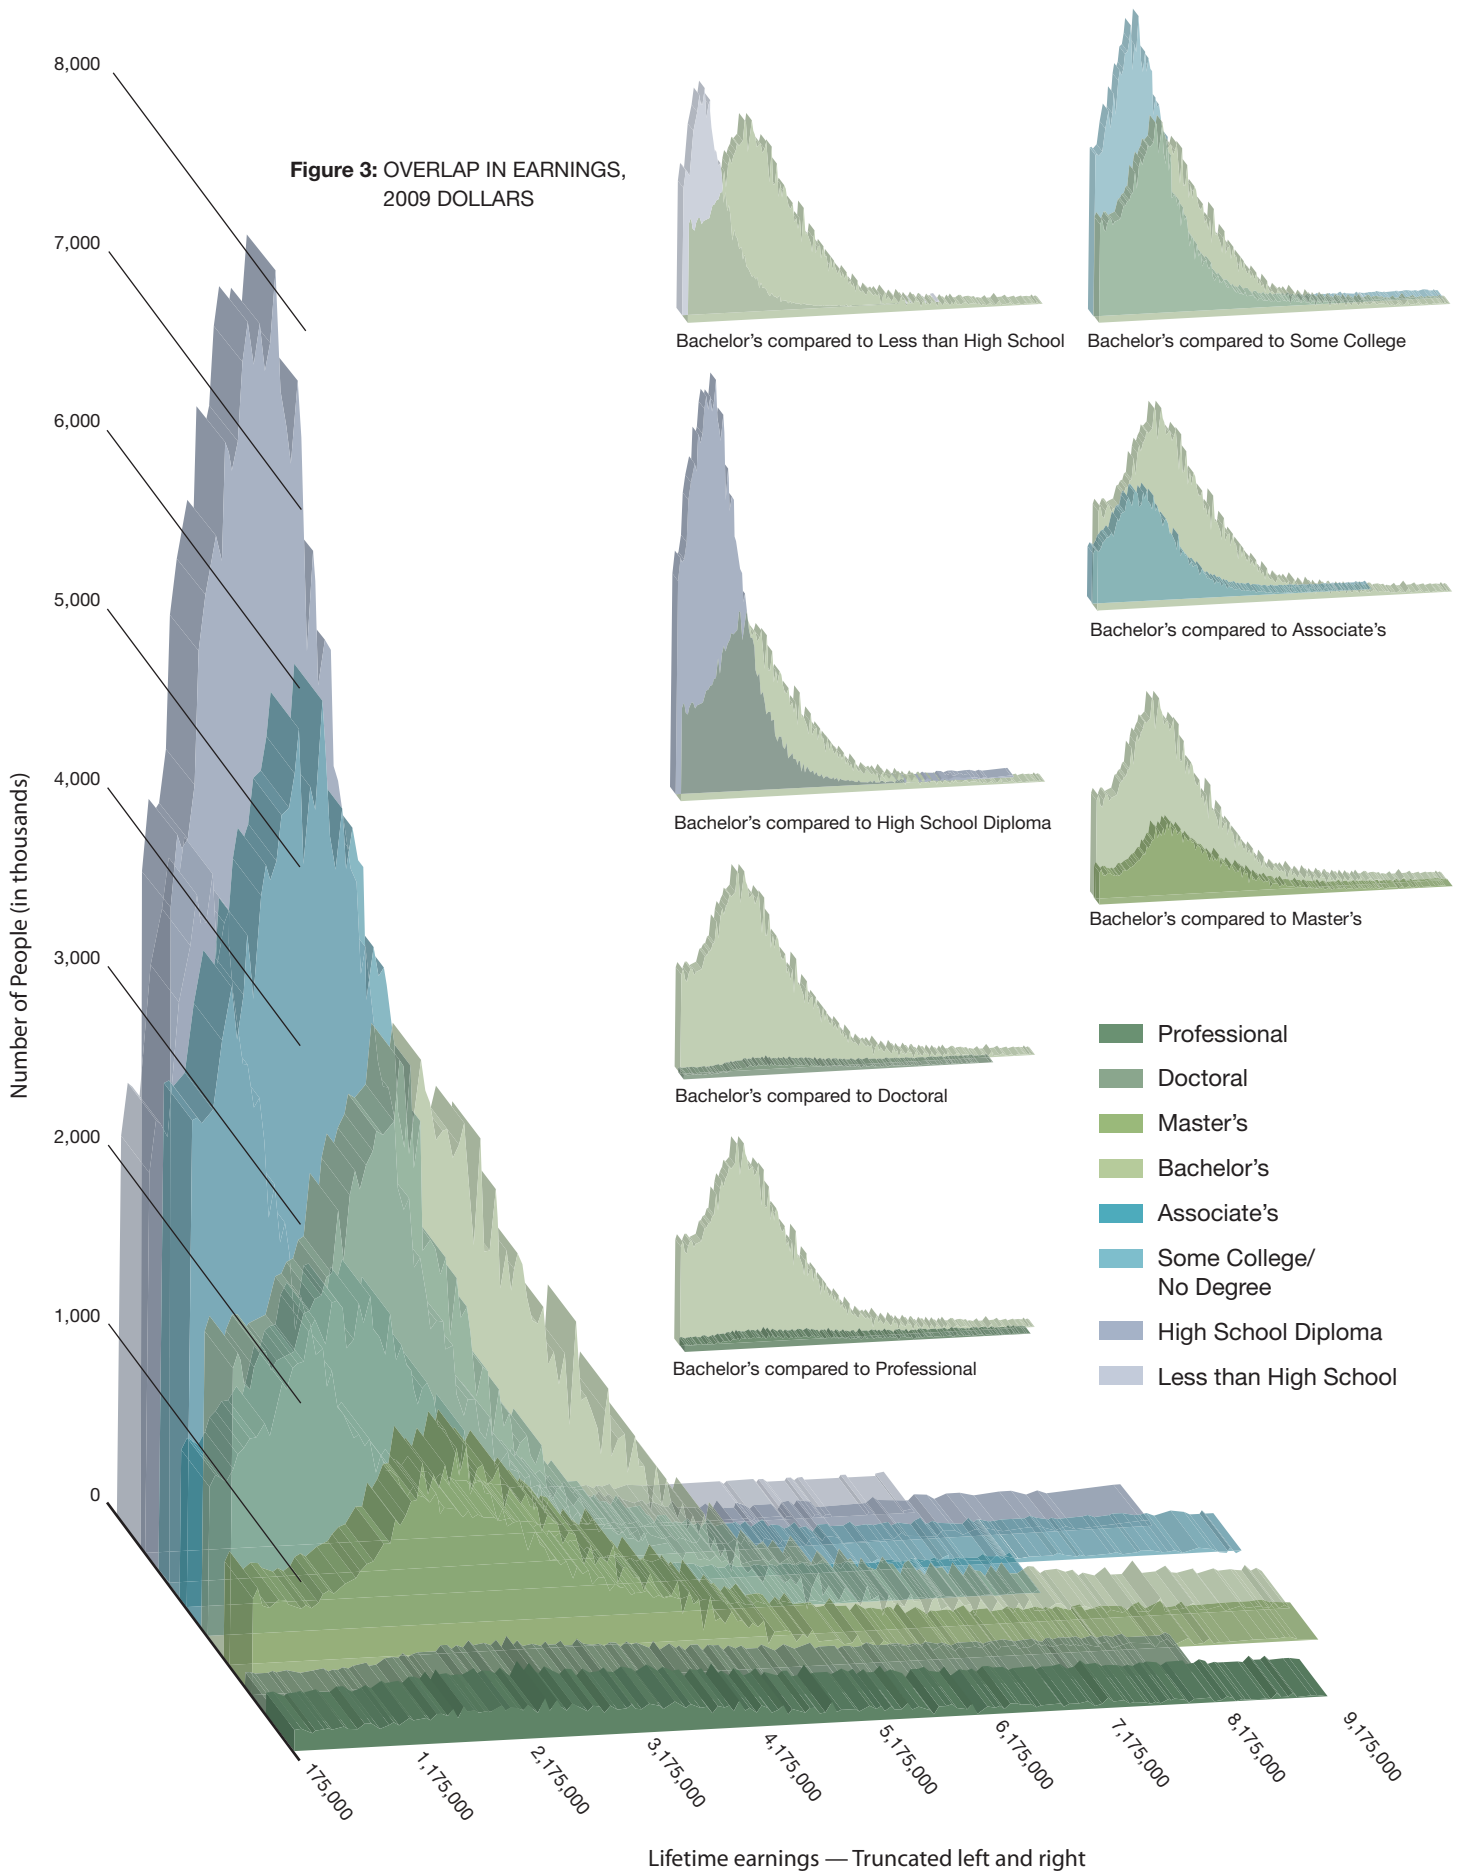 8,000
Figure 3: OVERLAP IN EARNINGS,
2009 DOLLARS
7,000
6,000
5,000
4,000
3,000
2,000
1,000
0
Number of People (in thousands)
Bachelor's compared to Less than High School
Bachelor's compared to Some College
Bachelor's compared to Associate's
Bachelor's compared to High School Diploma
Bachelor's compared to Master's
Bachelor's compared to Doctoral
Bachelor's compared to Professional
Professional
Doctoral
Master's
Bachelor's
Associate's
Some College/
No Degree
High School Diploma
Less than High School
175,000
1,175,000
2,175,000
3,175,000
4,175,000
5,175,000
6,175,000
7,175,000
8,175,000
9,175,000
Lifetime earnings — Truncated left and right